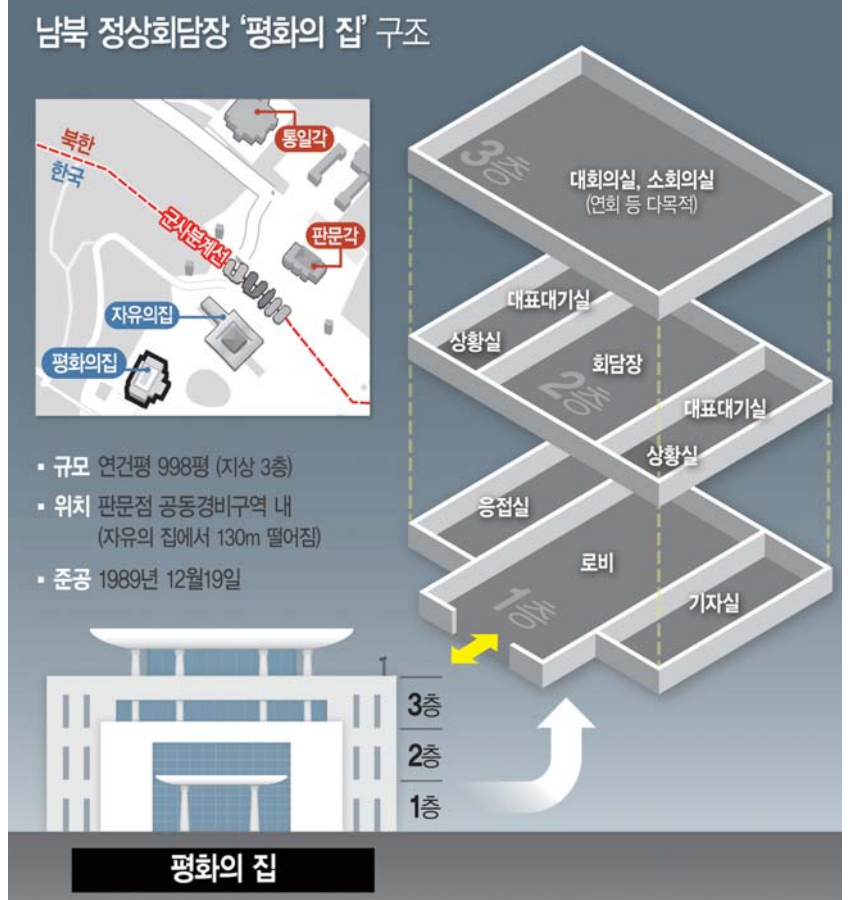 남북 정상회담장 '평화의 집' 구조
북한
한국
통일각
군사분계선
판문각
자유의집
평화의집
▪ 규모 연건평 998평 (지상 3층)
▪ 위치 판문점 공동경비구역 내
(자유의 집에서 130m 떨어짐)
▪ 준공 1989년 12월19일
3층
대회의실, 소회의실
(연회 등 다목적)
대표대기실
상황실
회담장
2층
대표대기실
상황실
응접실
로비
1층
기자실
3층
2층
1층
평화의 집